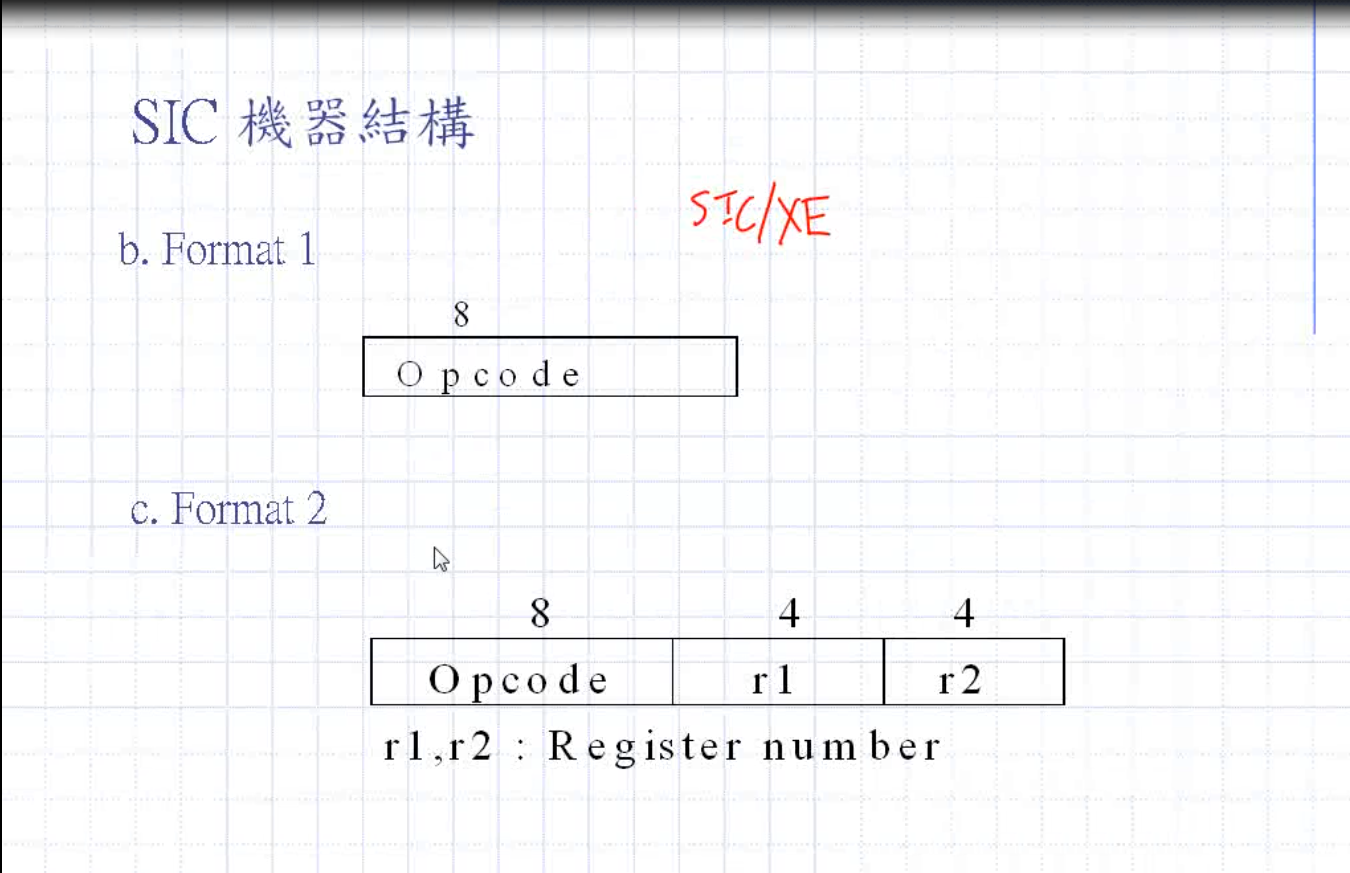 SIC 機器結構
SIC/XE
b. Format 1
8
Opcode
c. Format 2
8 4 4
Opcode r1 r2
r1,r2 : Register number